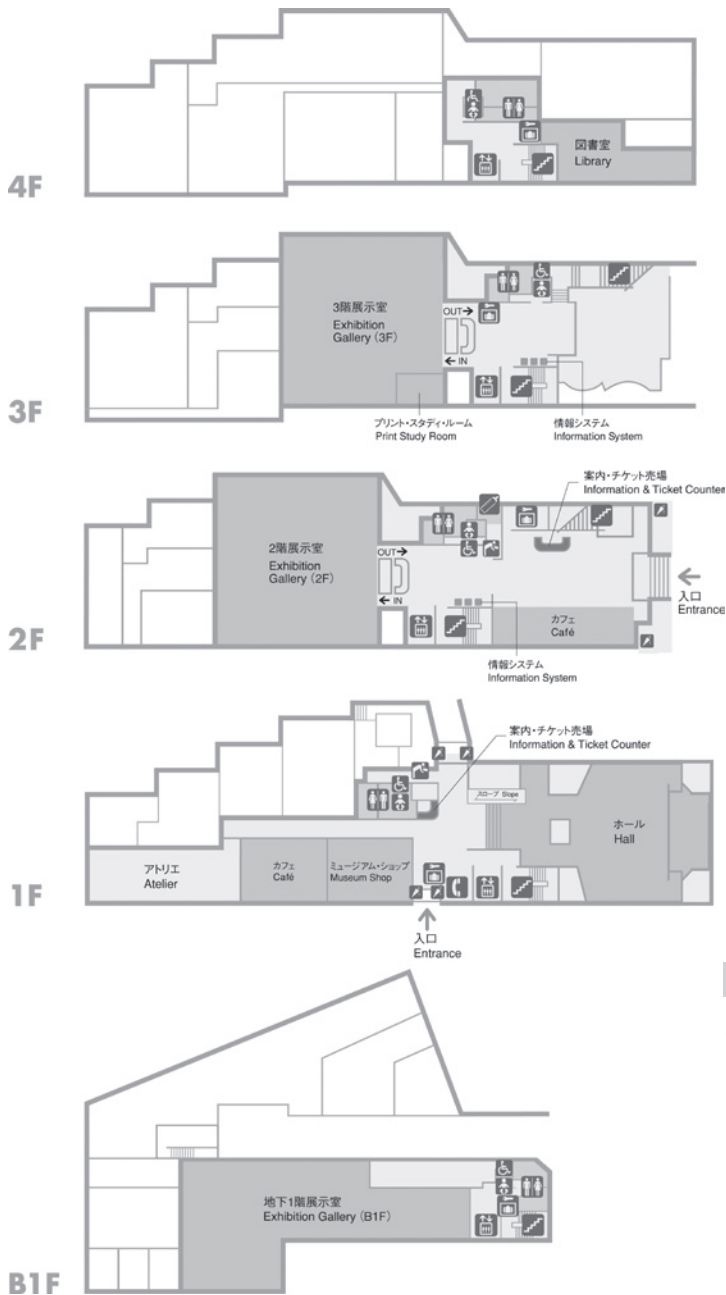 図書室
Library
4F
3階展示室
Exhibition
Gallery (3F)
OUT→
←IN
3F
プリント・スタディ・ルーム
Print Study Room
情報システム
Information System
案内・チケット売場
Information & Ticket Counter
2階展示室
Exhibition
Gallery (2F)
OUT→
←IN
入口
Entrance
カフェ
Café
2F
情報システム
Information System
案内・チケット売場
Information & Ticket Counter
スロープ Slope
ホール
Hall
アトリエ
Atelier
カフェ
Café
ミュージアム・ショップ
Museum Shop
1F
入口
Entrance
地下1階展示室
Exhibition Gallery (B1F)
B1F